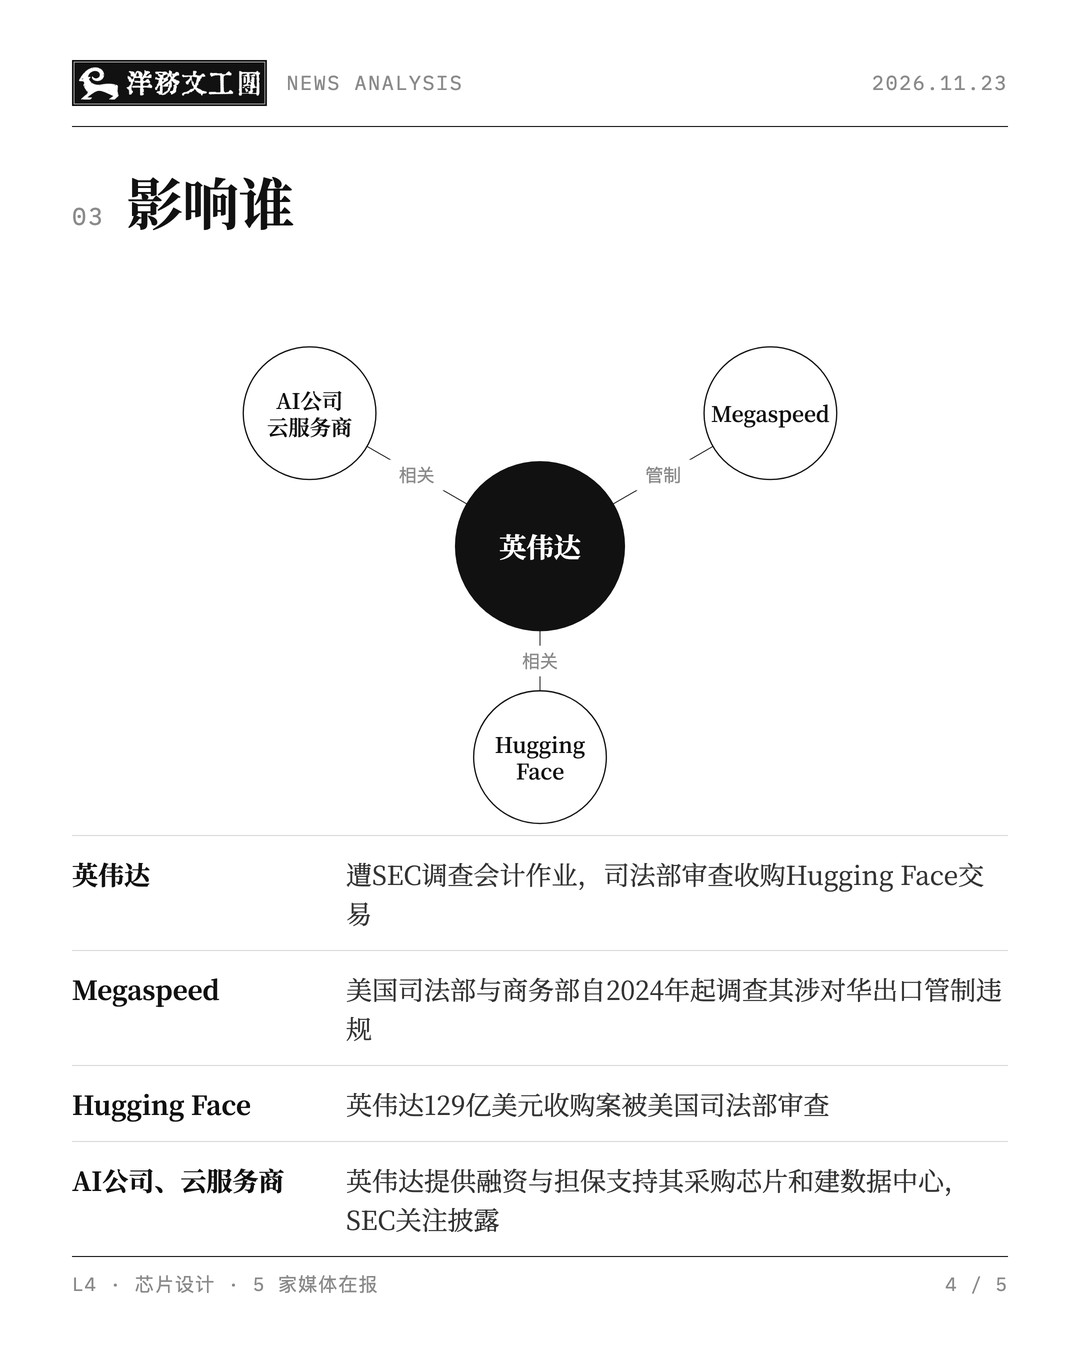 洋務文工團 NEWS ANALYSIS 2026.11.23
03 影响谁
AI公司
云服务商
Megaspeed
相关
管制
英伟达
相关
Hugging
Face
英伟达 遭SEC调查会计作业，司法部审查收购Hugging Face交
易
Megaspeed 美国司法部与商务部自2024年起调查其涉对华出口管制违
规
Hugging Face 英伟达129亿美元收购案被美国司法部审查
AI公司、云服务商 英伟达提供融资与担保支持其采购芯片和建数据中心，
SEC关注披露
L4 · 芯片设计 · 5 家媒体在报 4 / 5